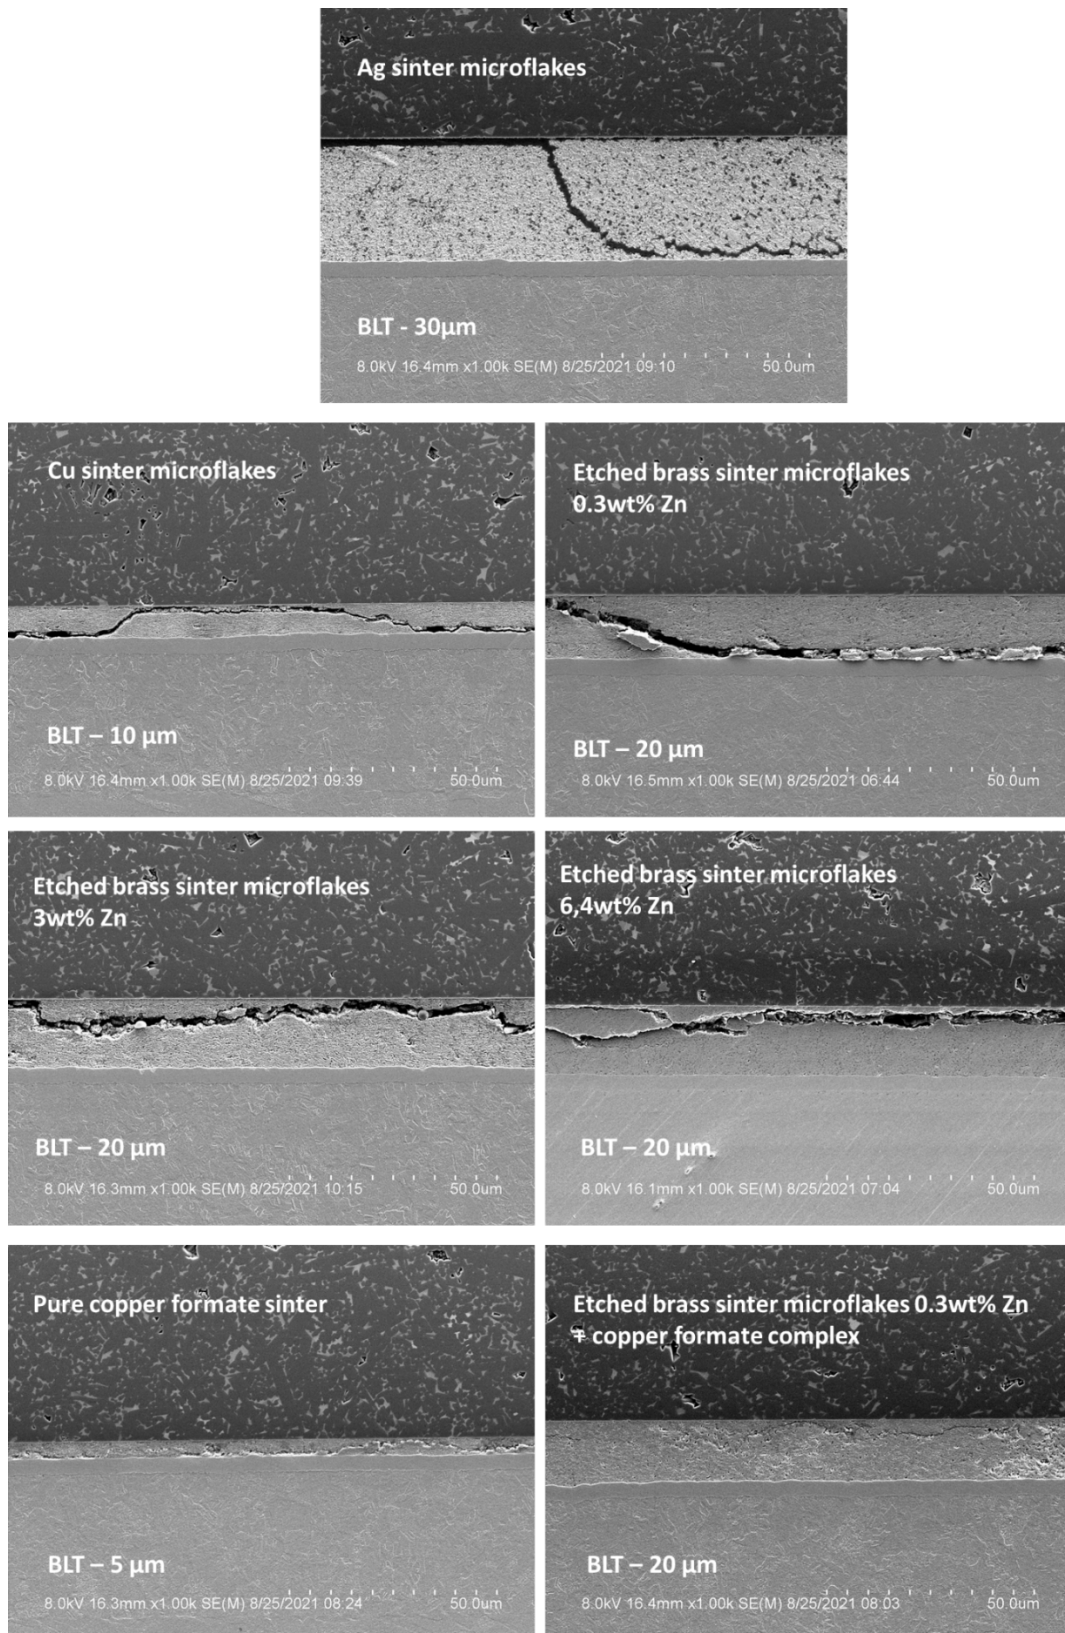 Ag sinter microflakes
BLT - 30µm
8.0kV 16.4mm x1.00k SE(M) 8/25/2021 09:10 50.0um
Cu sinter microflakes
BLT – 10 µm
8.0kV 16.4mm x1.00k SE(M) 8/25/2021 09:39 50.0um
Etched brass sinter microflakes
0.3wt% Zn
BLT – 20 µm
8.0kV 16.5mm x1.00k SE(M) 8/25/2021 06:44 50.0um
Etched brass sinter microflakes
3wt% Zn
BLT – 20 µm
8.0kV 16.3mm x1.00k SE(M) 8/25/2021 10:15 50.0um
Etched brass sinter microflakes
6,4wt% Zn
BLT – 20 µm
8.0kV 16.1mm x1.00k SE(M) 8/25/2021 07:04 50.0um
Pure copper formate sinter
BLT – 5 µm
8.0kV 16.3mm x1.00k SE(M) 8/25/2021 08:24 50.0um
Etched brass sinter microflakes 0.3wt% Zn
+ copper formate complex
BLT – 20 µm
8.0kV 16.4mm x1.00k SE(M) 8/25/2021 08:03 50.0um